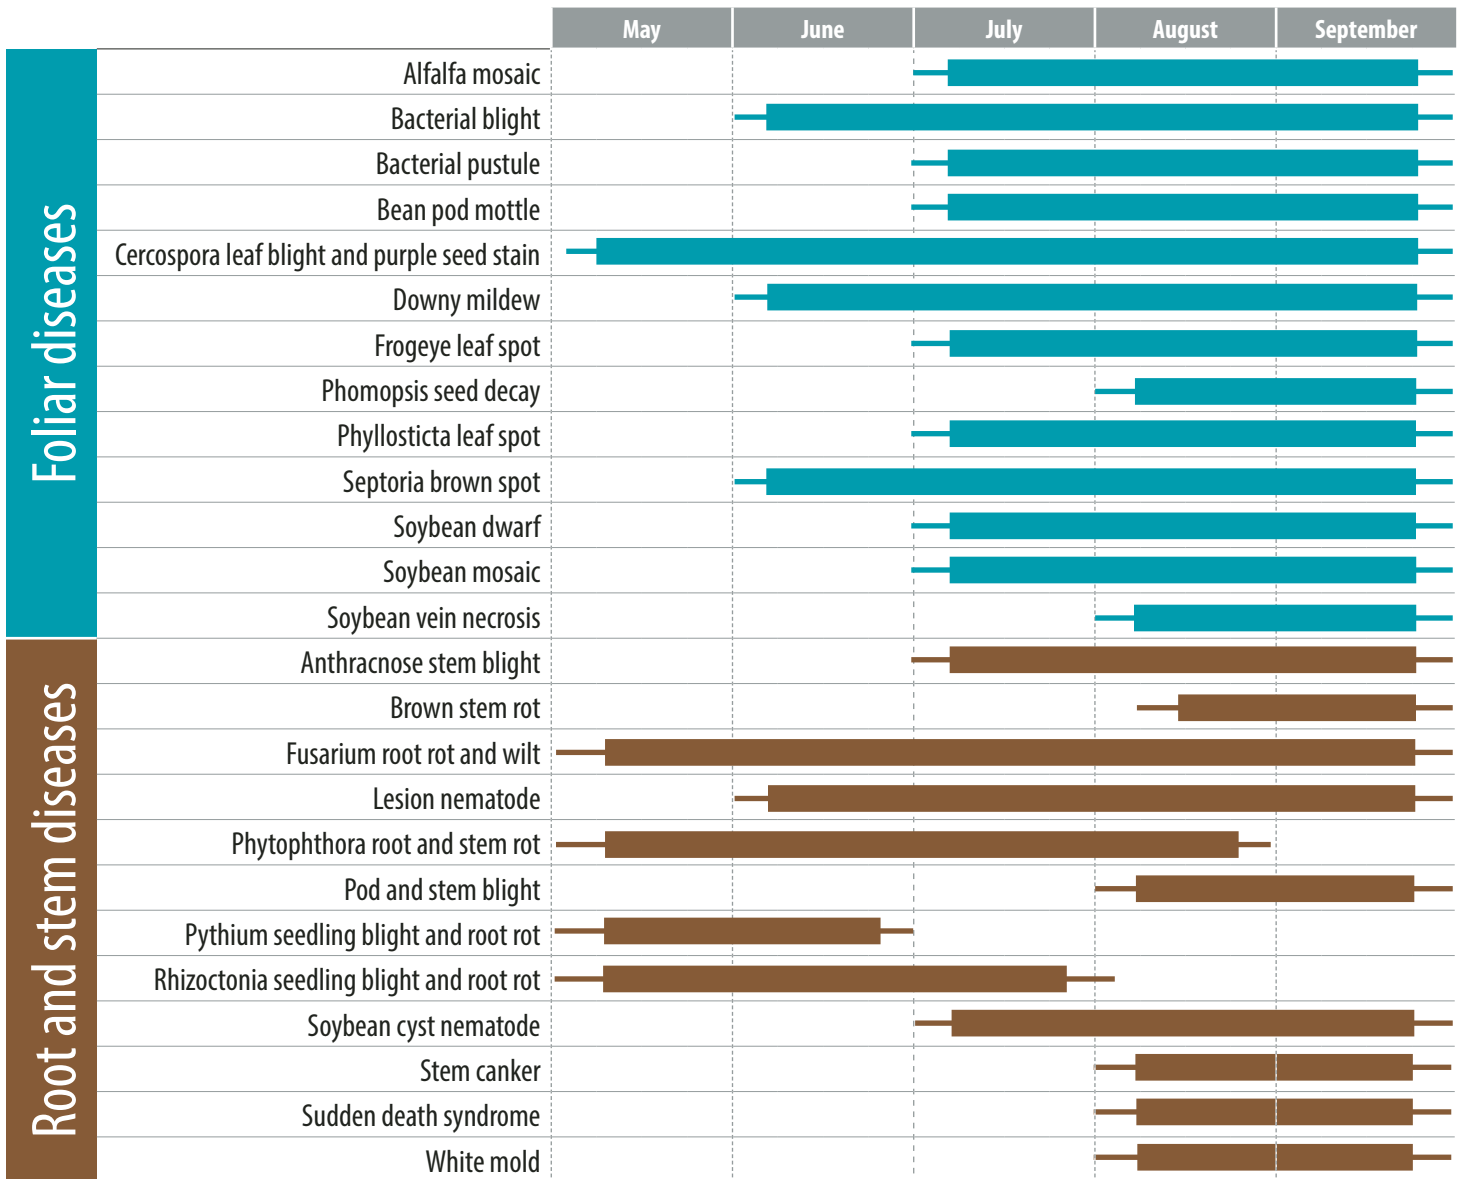 May June July August September
Foliar diseases
Alfalfa mosaic
Bacterial blight
Bacterial pustule
Bean pod mottle
Cercospora leaf blight and purple seed stain
Downy mildew
Frogeye leaf spot
Phomopsis seed decay
Phyllosticta leaf spot
Septoria brown spot
Soybean dwarf
Soybean mosaic
Soybean vein necrosis
Root and stem diseases
Anthracnose stem blight
Brown stem rot
Fusarium root rot and wilt
Lesion nematode
Phytophthora root and stem rot
Pod and stem blight
Pythium seedling blight and root rot
Rhizoctonia seedling blight and root rot
Soybean cyst nematode
Stem canker
Sudden death syndrome
White mold